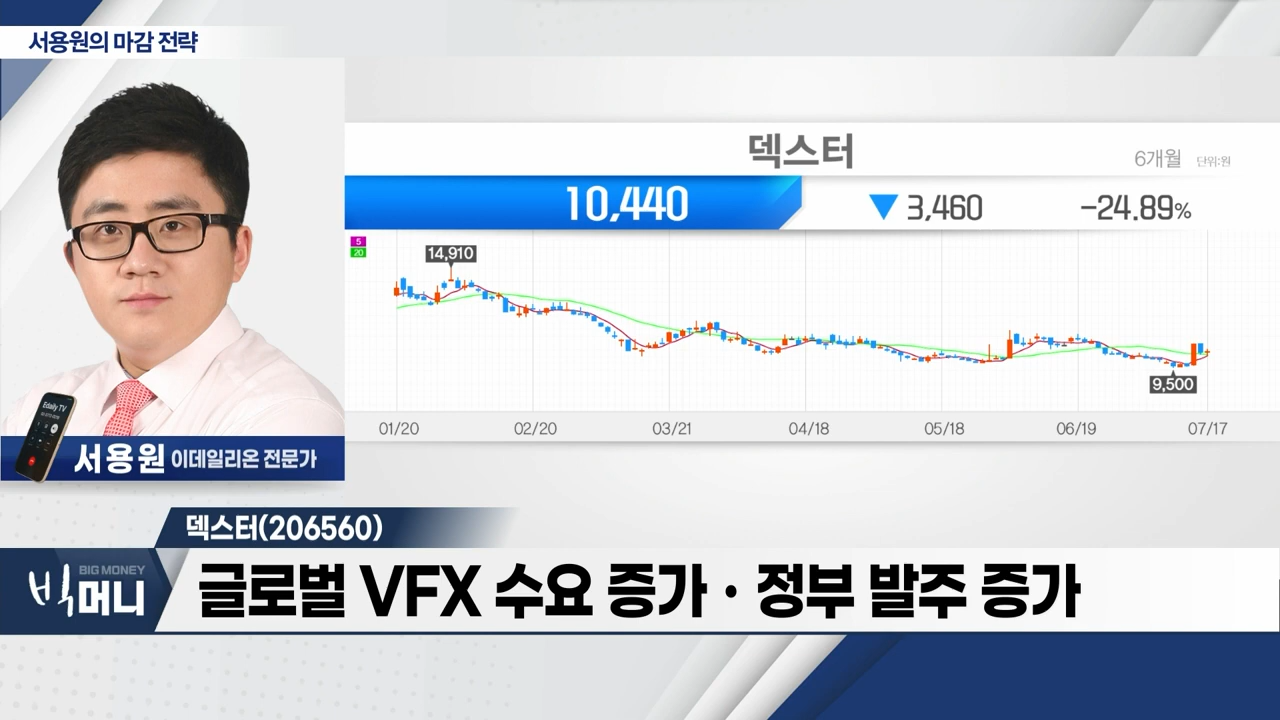 서용원의 마감 전략
덱스터
6개월 단위:원
10,440
▼ 3,460 -24.89%
5
20
14,910
9,500
01/20 02/20 03/21 04/18 05/18 06/19 07/17
Edaily TV
서용원 이데일리온 전문가
덱스터(206560)
BIG MONEY
빅머니
글로벌 VFX 수요 증가 · 정부 발주 증가